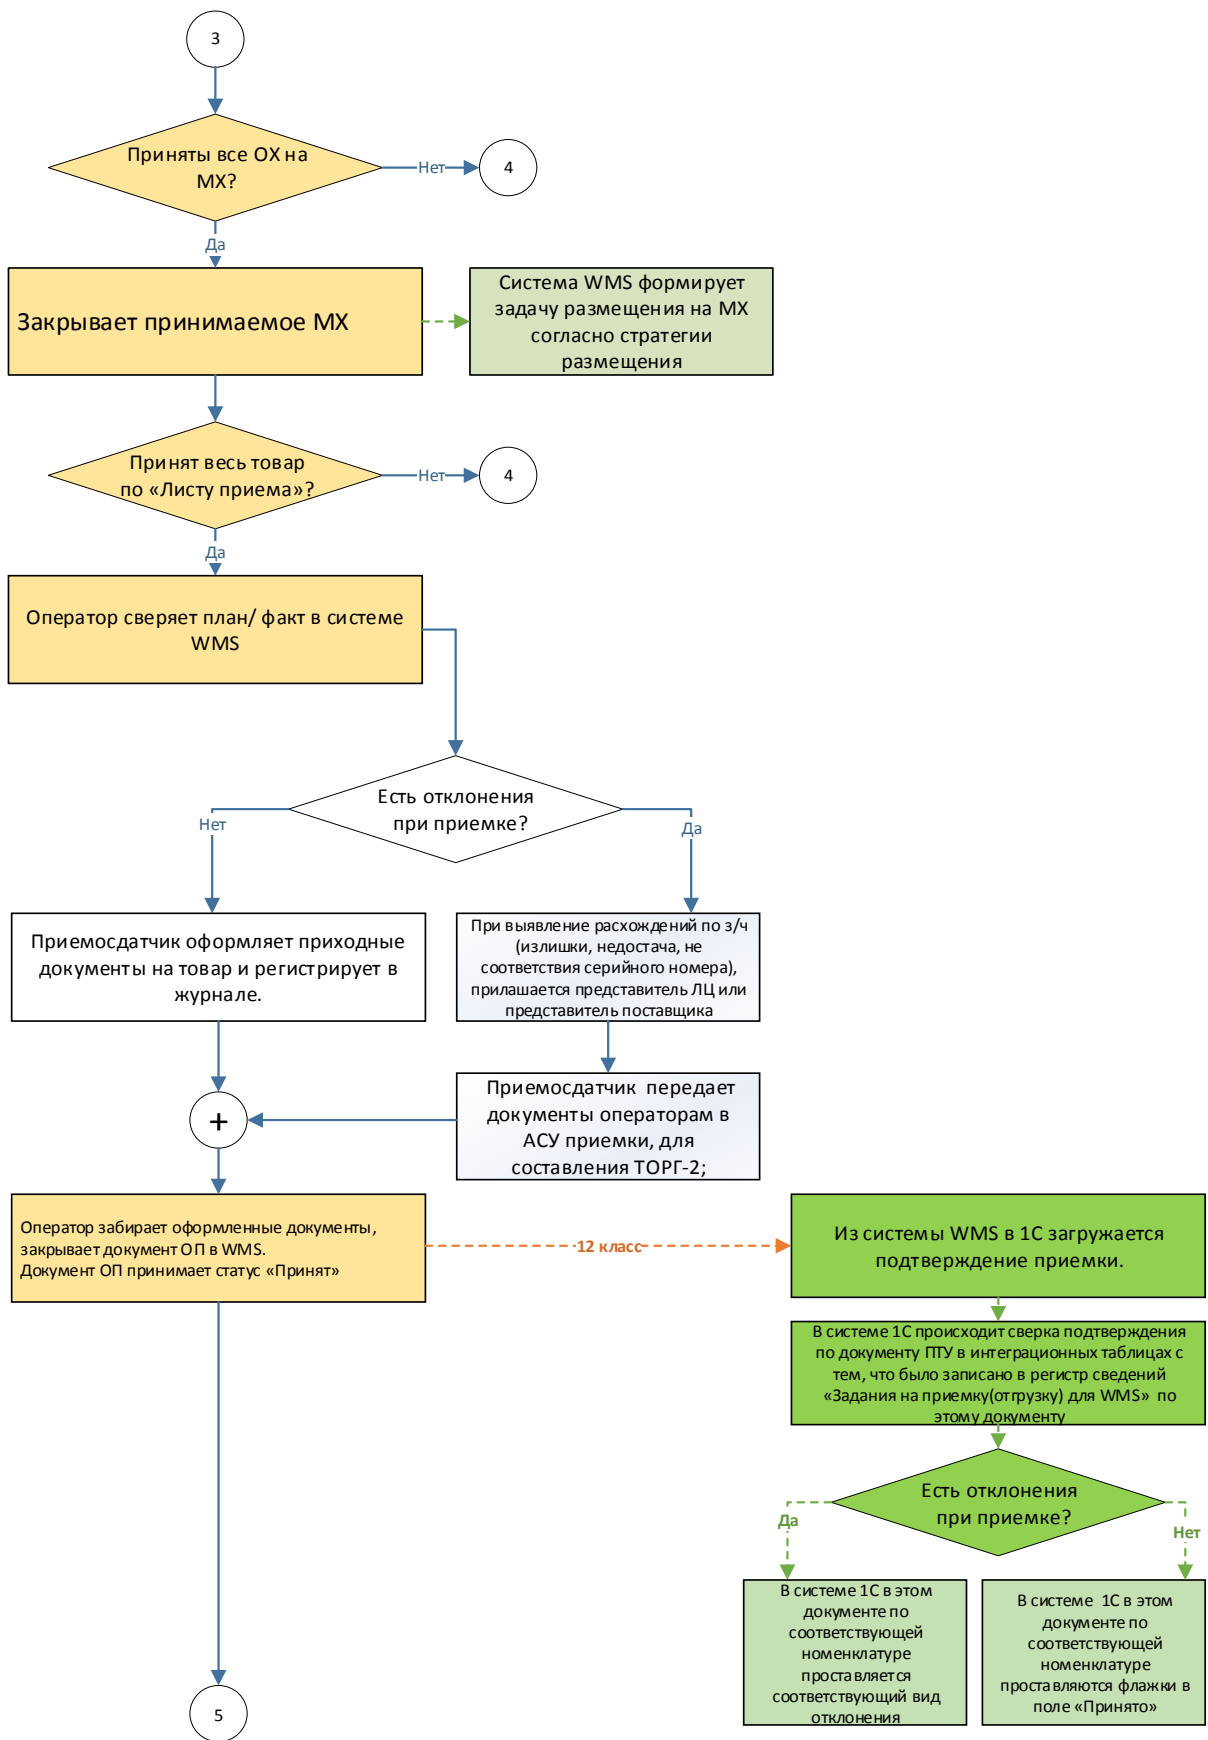 3
Приняты все ОХ на
МХ?
Нет
4
Да
Закрывает принимаемое МХ
Система WMS формирует
задачу размещения на МХ
согласно стратегии
размещения
Принят весь товар
по «Листу приема»?
Нет
4
Да
Оператор сверяет план/ факт в системе
WMS
Есть отклонения
при приемке?
Нет
Да
Приемосдатчик оформляет приходные
документы на товар и регистрирует в
журнале.
При выявление расхождений по з/ч
(излишки, недостача, не
соответствия серийного номера),
прилашается представитель ЛЦ или
представитель поставщика
Приемосдатчик передает
документы операторам в
АСУ приемки, для
составления ТОРГ-2;
+
Оператор забирает оформленные документы,
закрывает документ ОП в WMS.
Документ ОП принимает статус «Принят»
12 класс
Из системы WMS в 1С загружается
подтверждение приемки.
В системе 1С происходит сверка подтверждения
по документу ПТУ в интеграционных таблицах с
тем, что было записано в регистр сведений
«Задания на приемку(отгрузку) для WMS» по
этому документу
Есть отклонения
при приемке?
Да
Нет
В системе 1С в этом
документе по
соответствующей
номенклатуре
проставляется
соответствующий вид
отклонения
В системе 1С в этом
документе по
соответствующей
номенклатуре
проставляются флажки в
поле «Принято»
5